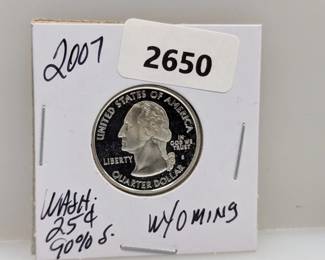 2007
2650
UNITED STATES OF AMERICA
LIBERTY
IN
GOD WE
TRUST
S
QUARTER DOLLAR
WASH.
25¢
90% S.
WYOMING